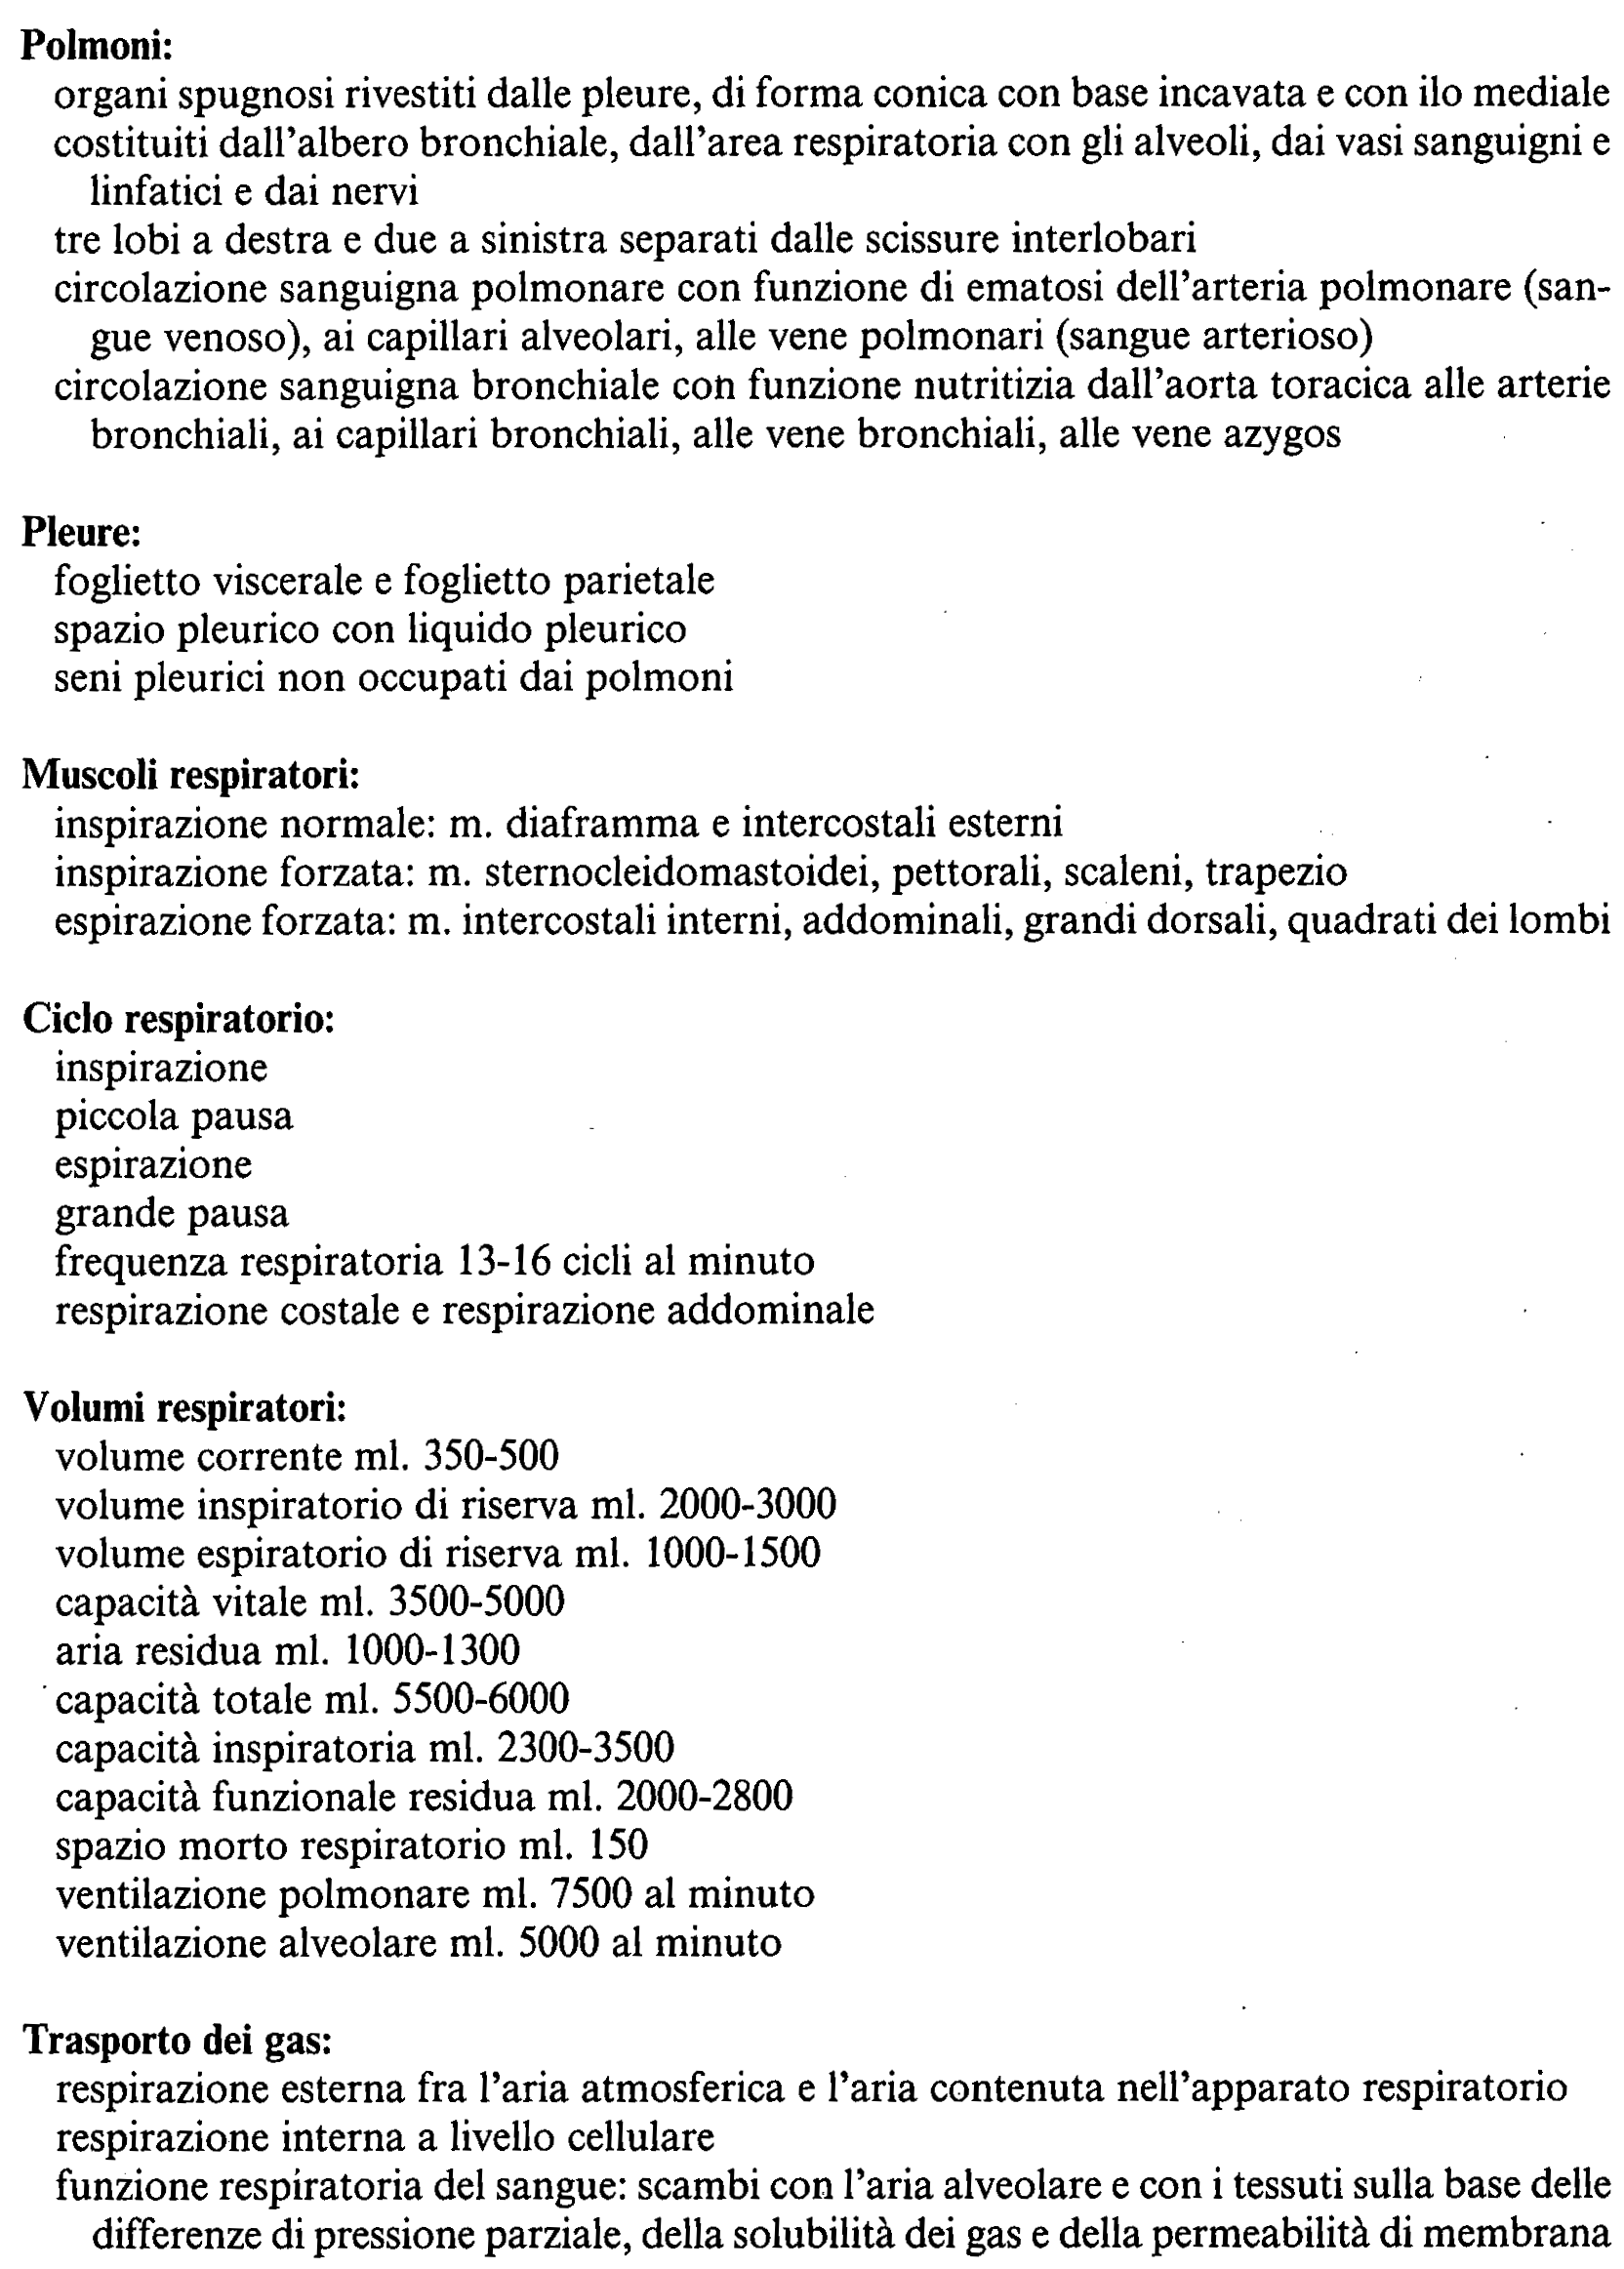 Polmoni:
organi spugnosi rivestiti dalle pleure, di forma conica con base incavata e con ilo mediale
costituiti dall'albero bronchiale, dall'area respiratoria con gli alveoli, dai vasi sanguigni e
linfatici e dai nervi
tre lobi a destra e due a sinistra separati dalle scissure interlobari
circolazione sanguigna polmonare con funzione di ematosi dell'arteria polmonare (san-
gue venoso), ai capillari alveolari, alle vene polmonari (sangue arterioso)
circolazione sanguigna bronchiale con funzione nutritizia dall'aorta toracica alle arterie
bronchiali, ai capillari bronchiali, alle vene bronchiali, alle vene azygos
Pleure:
foglietto viscerale e foglietto parietale
spazio pleurico con liquido pleurico
seni pleurici non occupati dai polmoni
Muscoli respiratori:
inspirazione normale: m. diaframma e intercostali esterni
inspirazione forzata: m. sternocleidomastoidei, pettorali, scaleni, trapezio
espirazione forzata: m. intercostali interni, addominali, grandi dorsali, quadrati dei lombi
Ciclo respiratorio:
inspirazione
piccola pausa
espirazione
grande pausa
frequenza respiratoria 13-16 cicli al minuto
respirazione costale e respirazione addominale
Volumi respiratori:
volume corrente ml. 350-500
volume inspiratorio di riserva ml. 2000-3000
volume espiratorio di riserva ml. 1000-1500
capacità vitale ml. 3500-5000
aria residua ml. 1000-1300
capacità totale ml. 5500-6000
capacità inspiratoria ml. 2300-3500
capacità funzionale residua ml. 2000-2800
spazio morto respiratorio ml. 150
ventilazione polmonare ml. 7500 al minuto
ventilazione alveolare ml. 5000 al minuto
Trasporto dei gas:
respirazione esterna fra l'aria atmosferica e l'aria contenuta nell'apparato respiratorio
respirazione interna a livello cellulare
funzione respiratoria del sangue: scambi con l'aria alveolare e con i tessuti sulla base delle
differenze di pressione parziale, della solubilità dei gas e della permeabilità di membrana